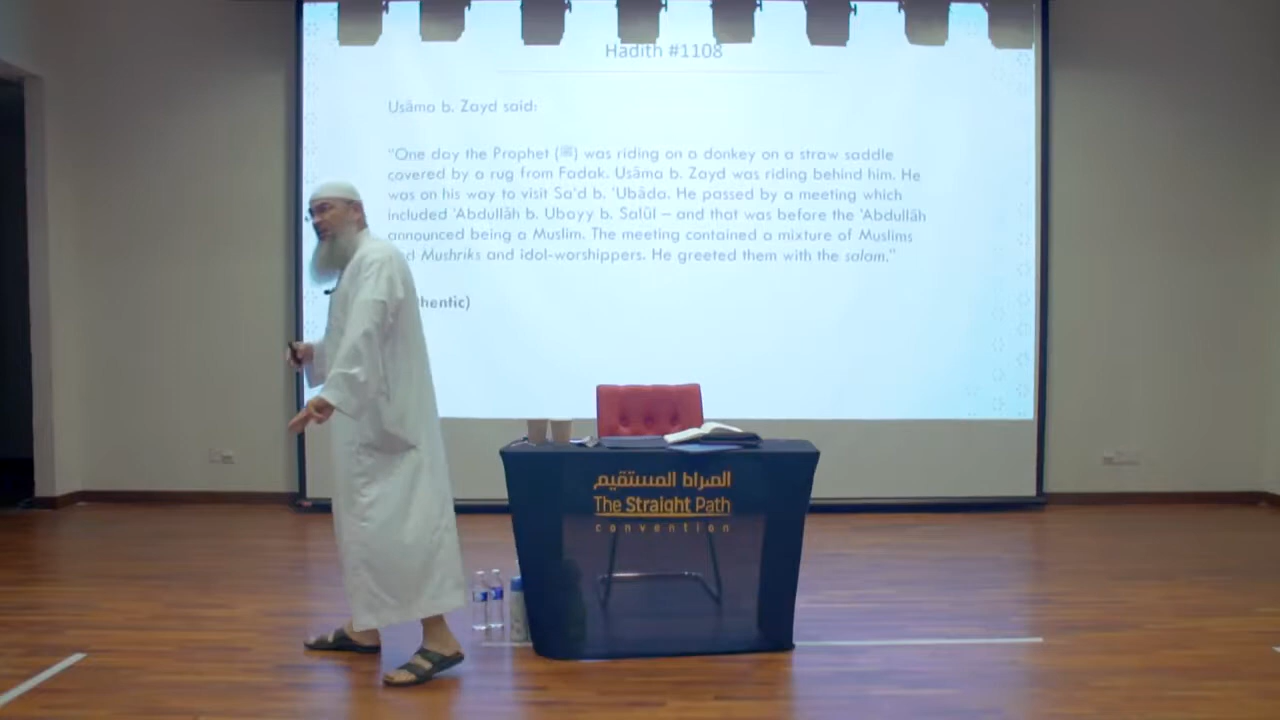 Hadith #1108
Usāma b. Zayd said:
"One day the Prophet (ﷺ) was riding on a donkey on a straw saddle
covered by a rug from Fadak. Usāma b. Zayd was riding behind him. He
was on his way to visit Sa'd b. 'Ubāda. He passed by a meeting which
included 'Abdullāh b. Ubayy b. Salūl – and that was before the 'Abdullāh
announced being a Muslim. The meeting contained a mixture of Muslims
d Mushriks and idol-worshippers. He greeted them with the salam."
hentic)
الصراط المستقيم
The Straight Path
convention